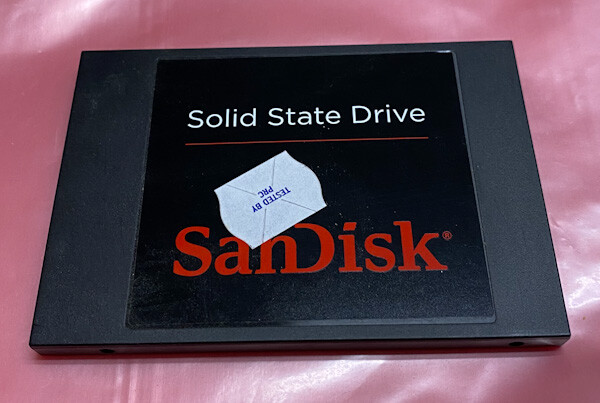 Solid State Drive
TESTED BY
PRC
SanDisk®